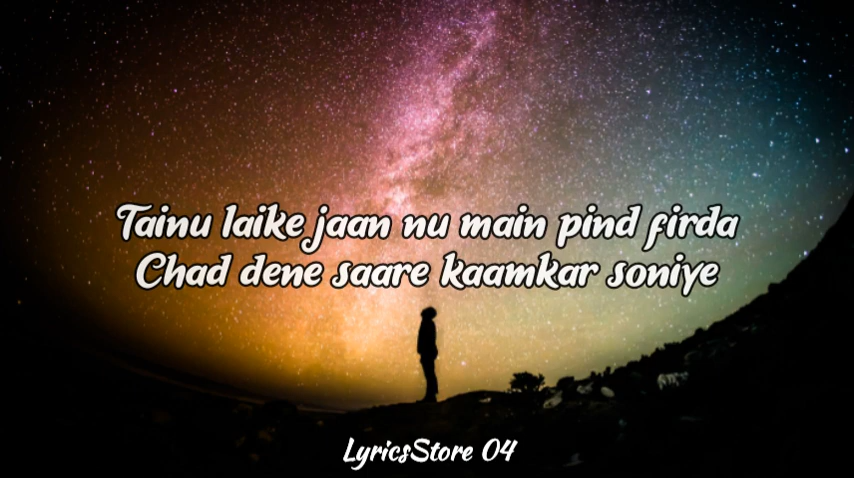 Tainu laike jaan nu main pind firda
Chad dene saare kaamkar soniye
LyricsStore 04